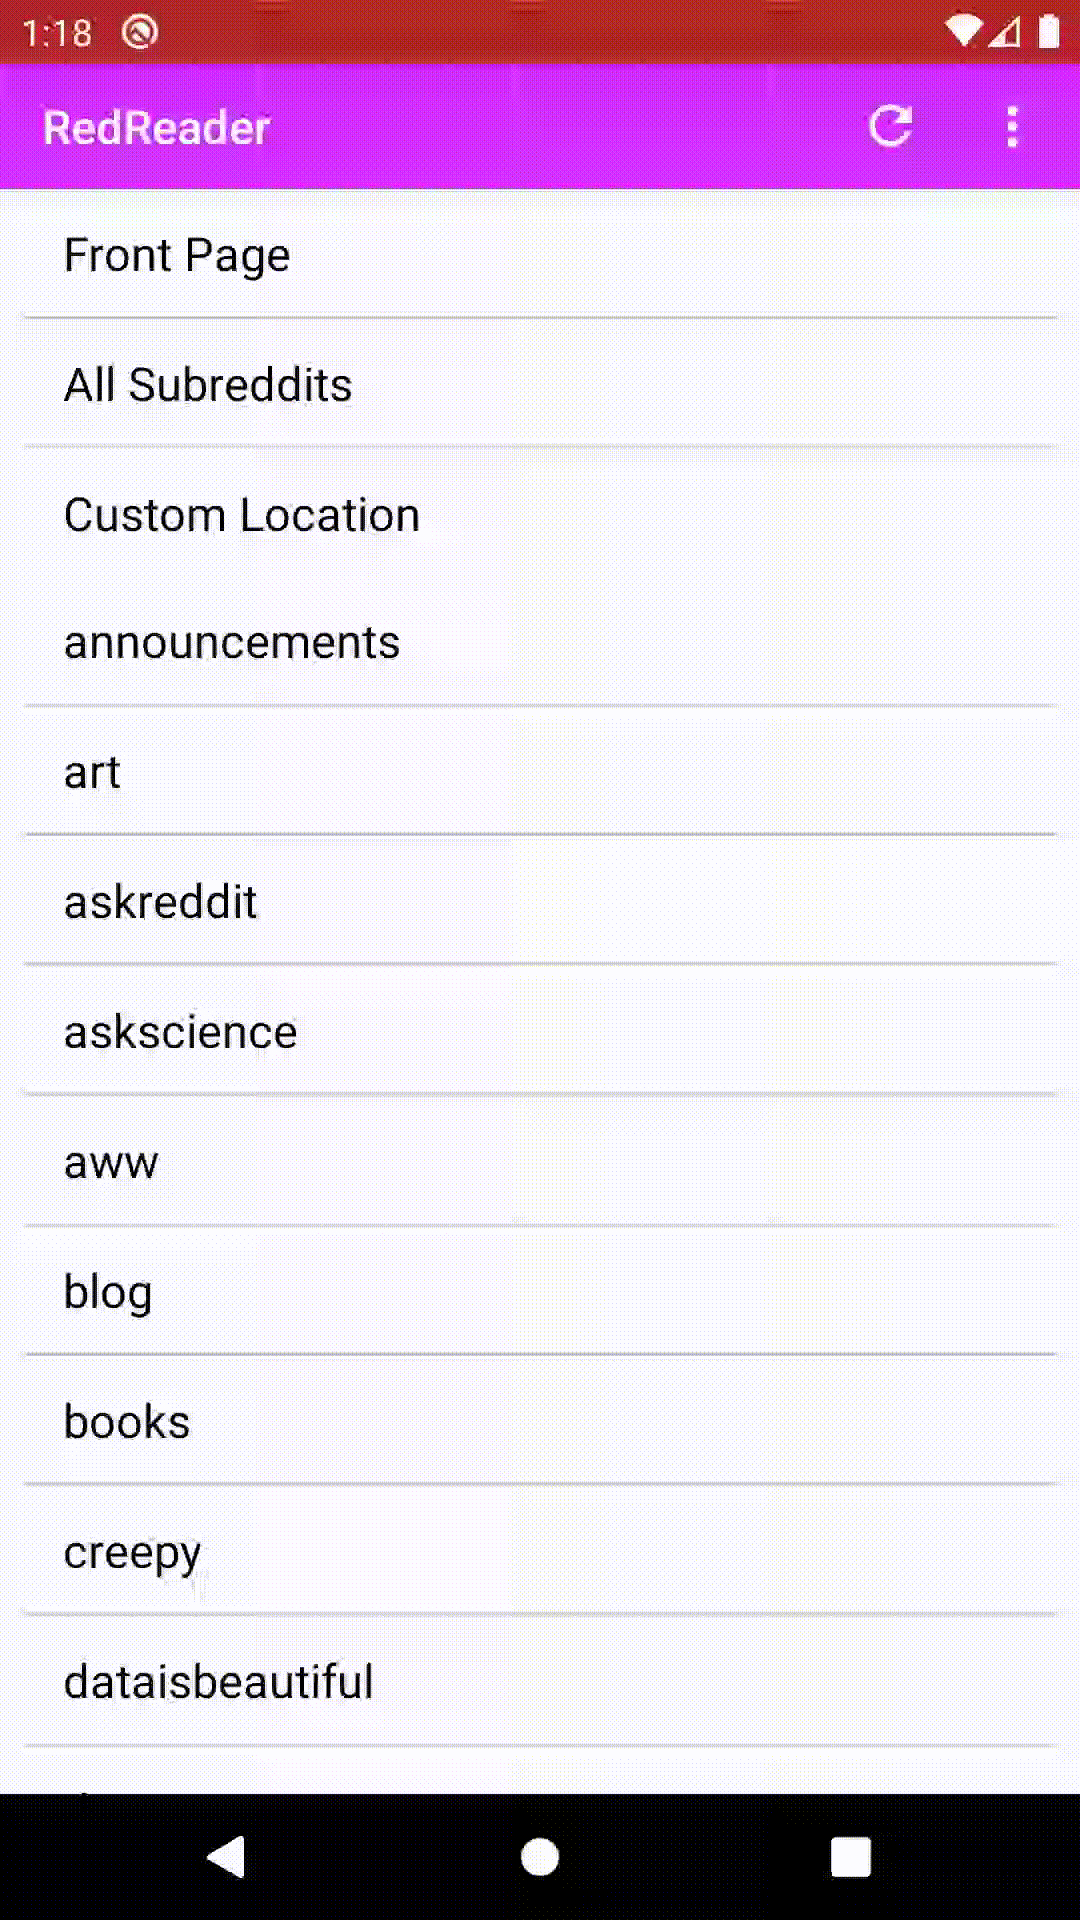 1:18
RedReader
Front Page
All Subreddits
Custom Location
announcements
art
askreddit
askscience
aww
blog
books
creepy
dataisbeautiful